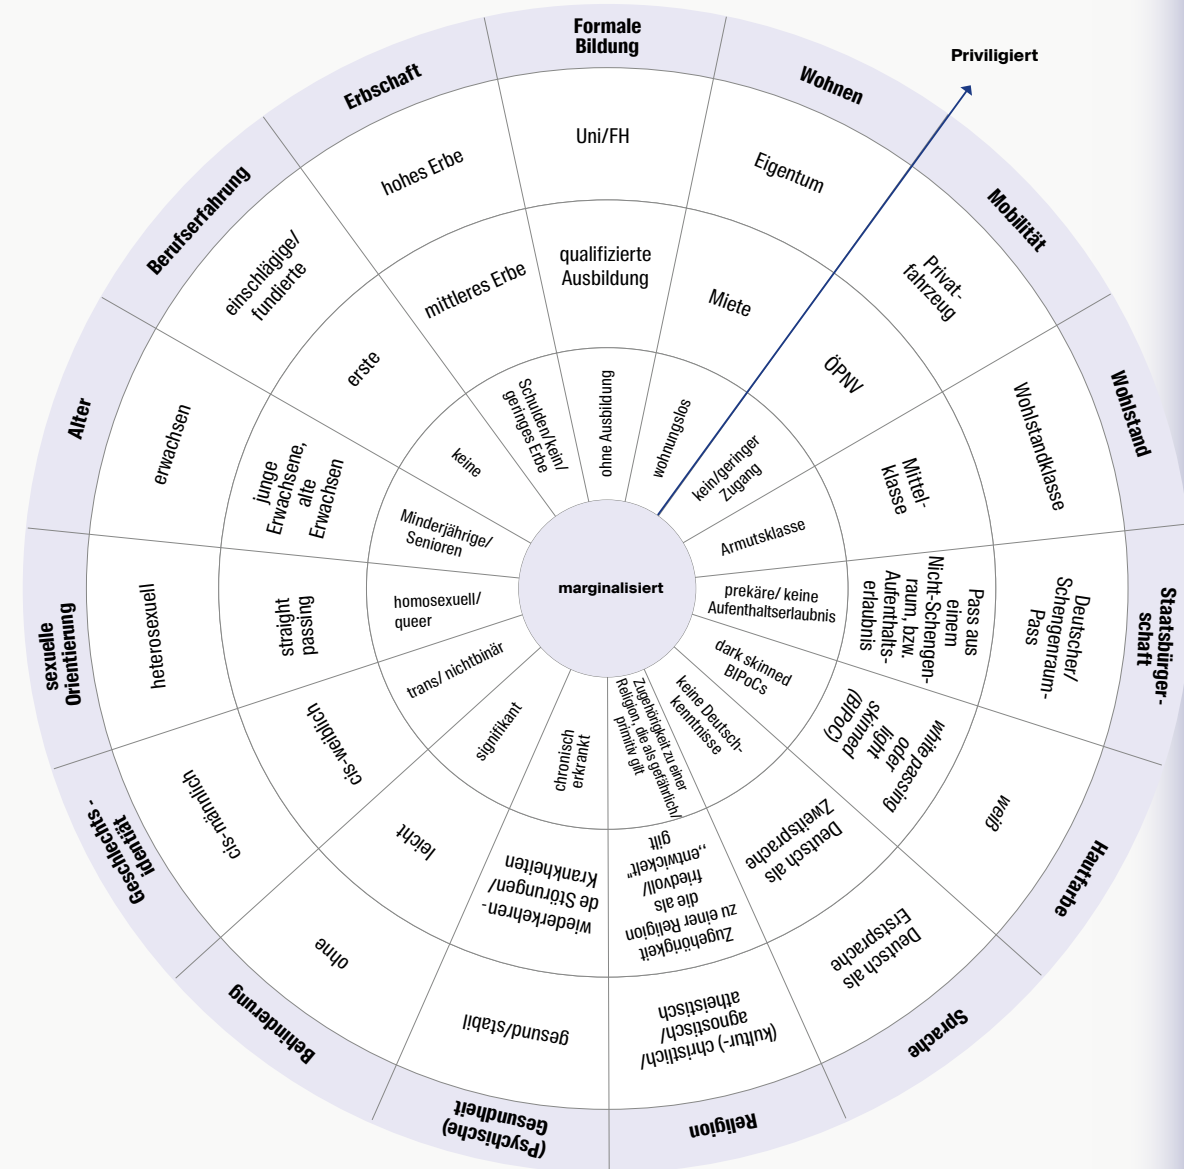 Priviligiert
marginalisiert
Formale
Bildung
Uni/FH
qualifizierte
Ausbildung
ohne Ausbildung
Wohnen
Eigentum
Miete
wohnungslos
Mobilität
Privat-
fahrzeug
ÖPNV
kein/geringer
Zugang
Wohlstand
Wohlstandklasse
Mittel-
klasse
Armutsklasse
Staatsbürger-
schaft
Deutscher/
Schengenraum-
Pass
Pass aus
einem
Nicht-Schengen-
raum, bzw.
Aufenthalts-
erlaubnis
prekäre/ keine
Aufenthaltserlaubnis
Hautfarbe
weiß
white passing
oder
light
skinned
(BIPoC)
dark skinned
BIPoCs
Sprache
Deutsch als
Erstsprache
Deutsch als
Zweitsprache
keine Deutsch-
kenntnisse
Religion
(kultur-) christlich/
agnostisch/
atheistisch
Zugehörigkeit
zu einer Religion
die als
friedvoll/
,,entwickelt“
gilt
Zugehörigkeit zu einer
Religion, die als gefährlich/
primitiv gilt
(Psychische)
Gesundheit
gesund/stabil
wiederkehren-
de Störungen/
Krankheiten
chronisch
erkrankt
Behinderung
ohne
leicht
signifikant
Geschlechts -
identiät
cis-männlich
cis-weiblich
trans/ nichtbinär
sexuelle
Orientierung
heterosexuell
straight
passing
homosexuell/
queer
Alter
erwachsen
junge
Erwachsene,
alte
Erwachsen
Minderjährige/
Senioren
Berufserfahrung
einschlägige/
fundierte
erste
keine
Erbschaft
hohes Erbe
mittleres Erbe
Schulden/kein/
geringes Erbe